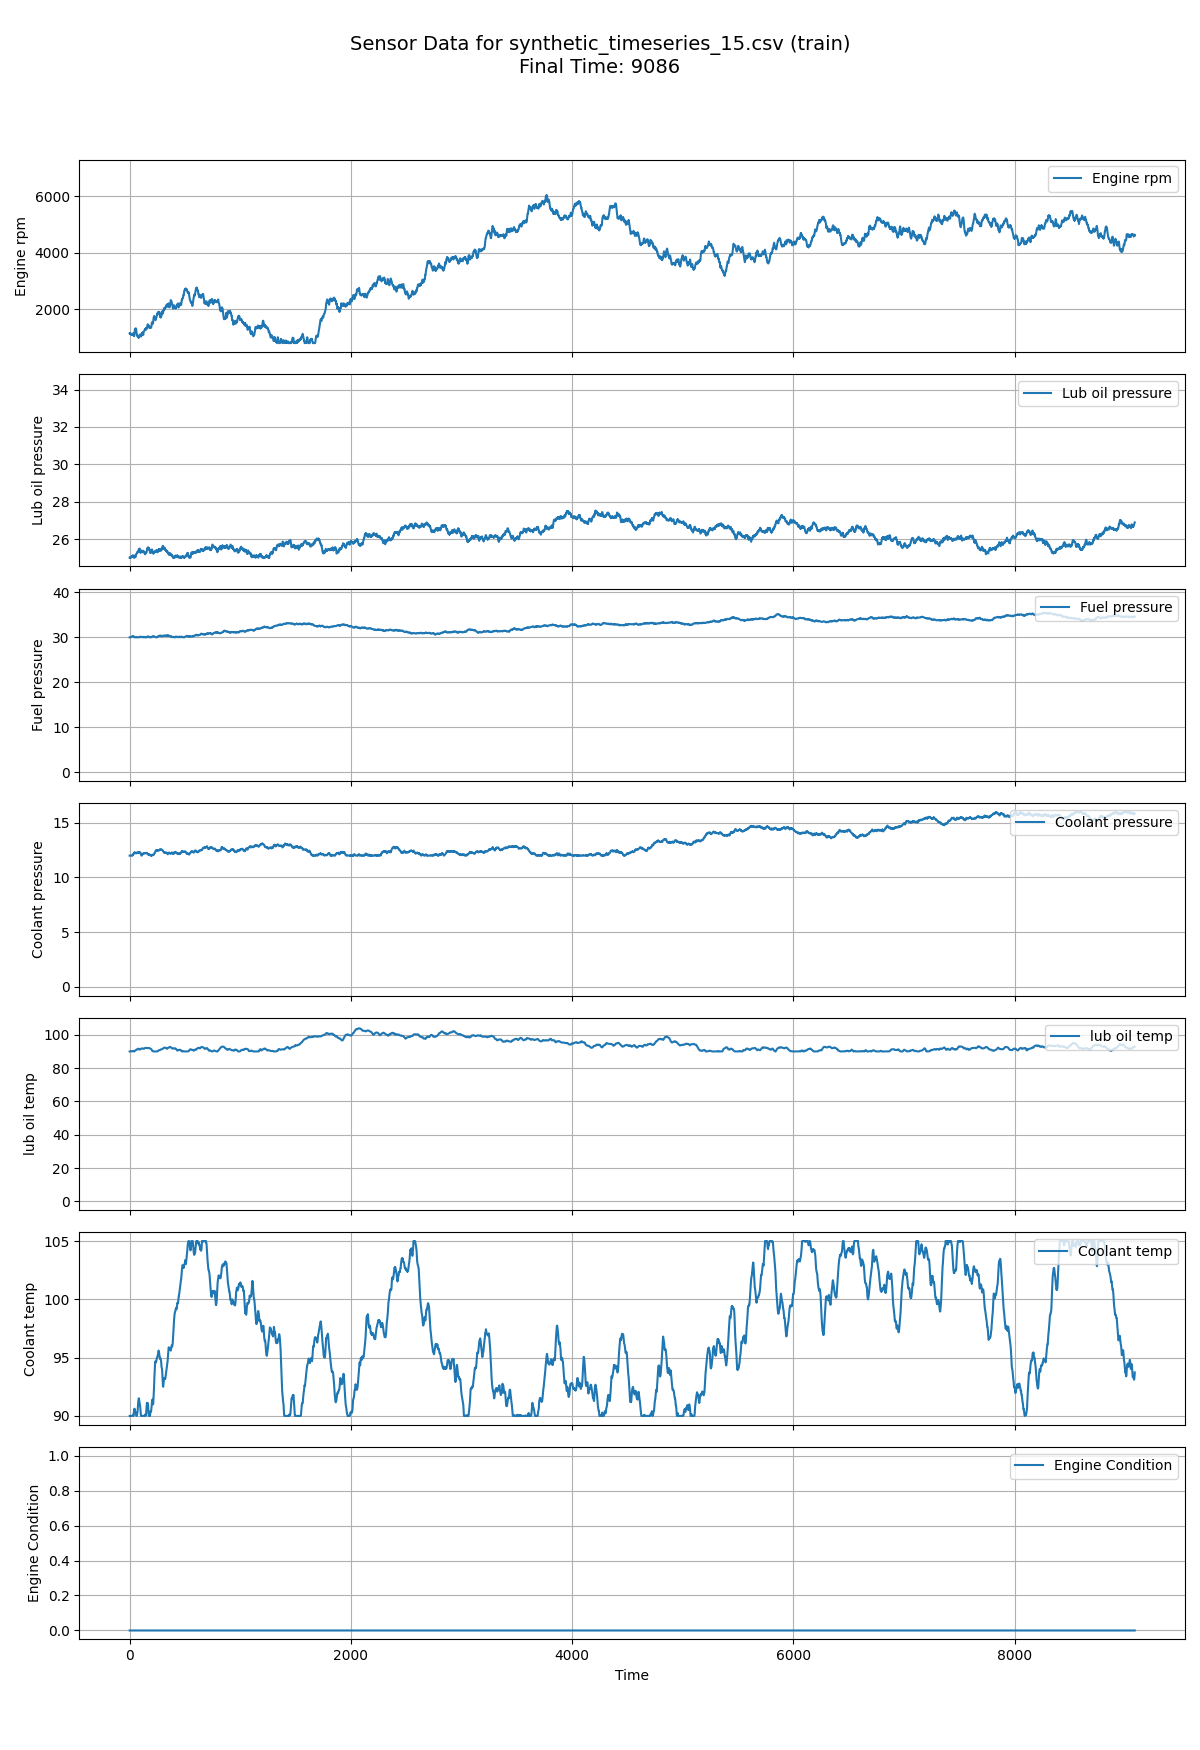 Sensor Data for synthetic_timeseries_15.csv (train)
Final Time: 9086
Engine rpm
6000
4000
2000
Engine rpm
Lub oil pressure
34
32
30
28
26
Lub oil pressure
Fuel pressure
40
30
20
10
0
Fuel pressure
Coolant pressure
15
10
5
0
Coolant pressure
lub oil temp
100
80
60
40
20
0
lub oil temp
Coolant temp
105
100
95
90
Coolant temp
Engine Condition
1.0
0.8
0.6
0.4
0.2
0.0
Engine Condition
0 2000 4000 6000 8000
Time